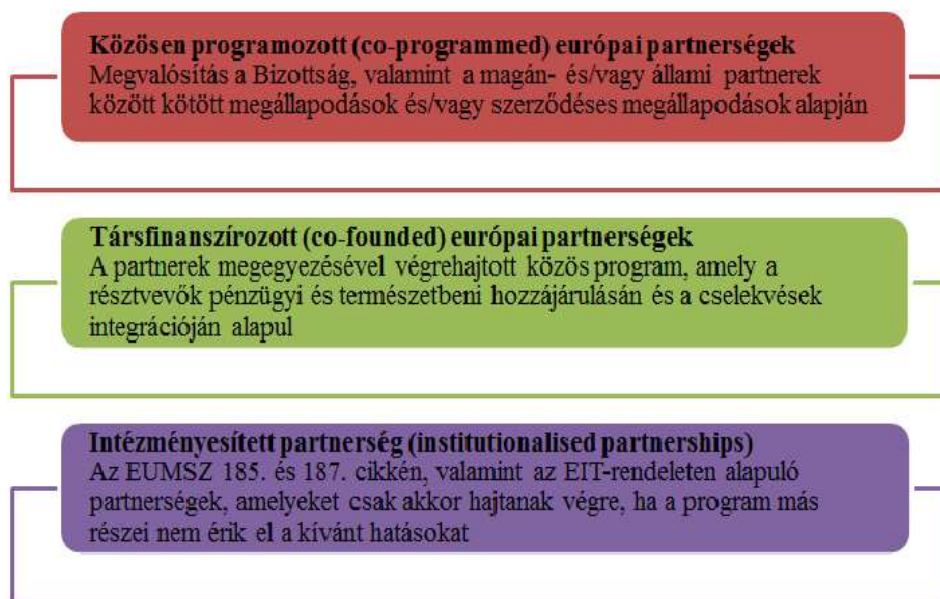 Közösen programozott (co-programmed) európai partnerségek
Megvalósítás a Bizottság, valamint a magán- és/vagy állami partnerek
között kötött megállapodások és/vagy szerződéses megállapodások alapján
Társfinanszírozott (co-founded) európai partnerségek
A partnerek megegyezésével végrehajtott közös program, amely a
résztvevők pénzügyi és természetbeni hozzájárulásán és a cselekvések
integrációján alapul
Intézményesített partnerség (institutionalised partnerships)
Az EUMSZ 185. és 187. cikkén, valamint az EIT-rendeleten alapuló
partnerségek, amelyeket csak akkor hajtanak végre, ha a program más
részei nem érik el a kívánt hatásokat